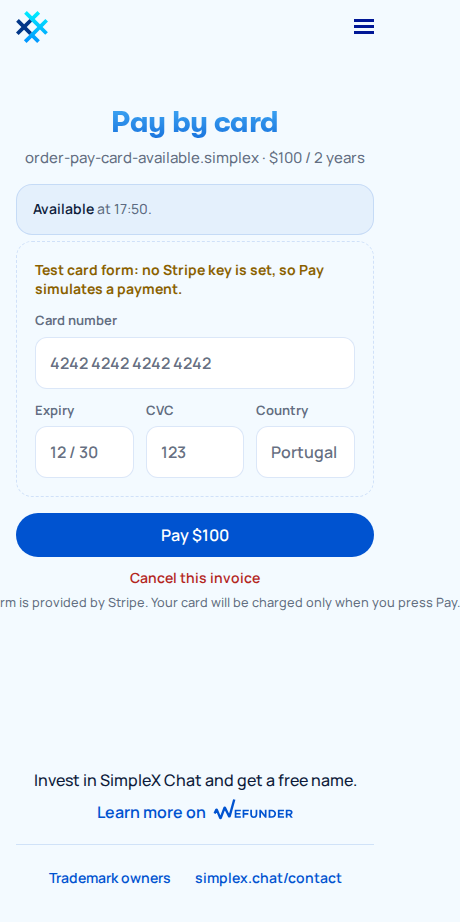 Pay by card
order-pay-card-available.simplex · $100 / 2 years
Available at 17:50.
Test card form: no Stripe key is set, so Pay
simulates a payment.
Card number
4242 4242 4242 4242
Expiry
CVC
Country
12 / 30
123
Portugal
Pay $100
Cancel this invoice
is provided by Stripe. Your card will be charged only when you press Pay.
Invest in SimpleX Chat and get a free name.
Learn more on WEFUNDER
Trademark owners
simplex.chat/contact